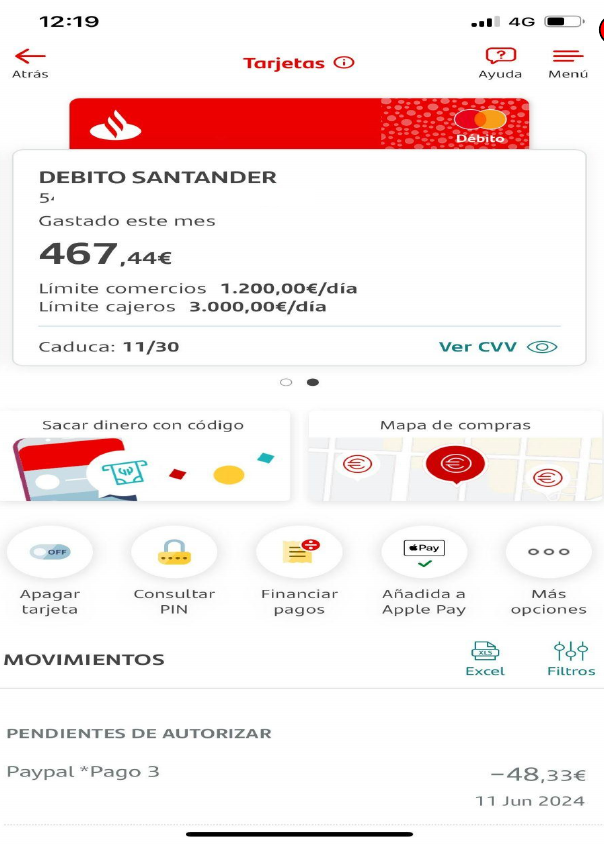 12:19 4G
Atrás Tarjetas Ayuda Menú
Débito
DEBITO SANTANDER
Gastado este mes
467,44€
Límite comercios 1.200,00€/día
Límite cajeros 3.000,00€/día
Caduca: 11/30 Ver CVV
Sacar dinero con código Mapa de compras
OFF Pay
Apagar tarjeta
Consultar PIN
Financiar pagos
Añadida a Apple Pay
Más opciones
MOVIMIENTOS XLS Excel Filtros
PENDIENTES DE AUTORIZAR
Paypal *Pago 3 −48,33€
11 Jun 2024